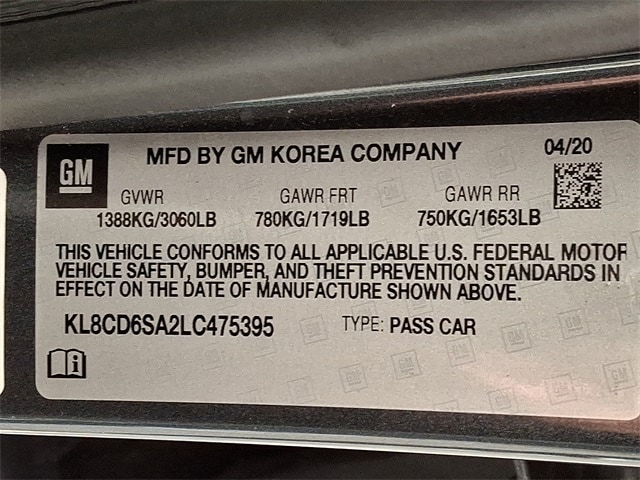 GM
MFD BY GM KOREA COMPANY
04/20
GVWR GAWR FRT GAWR RR
1388KG/3060LB 780KG/1719LB 750KG/1653LB
THIS VEHICLE CONFORMS TO ALL APPLICABLE U.S. FEDERAL MOTOR
VEHICLE SAFETY, BUMPER, AND THEFT PREVENTION STANDARDS IN
EFFECT ON THE DATE OF MANUFACTURE SHOWN ABOVE.
KL8CD6SA2LC475395 TYPE: PASS CAR